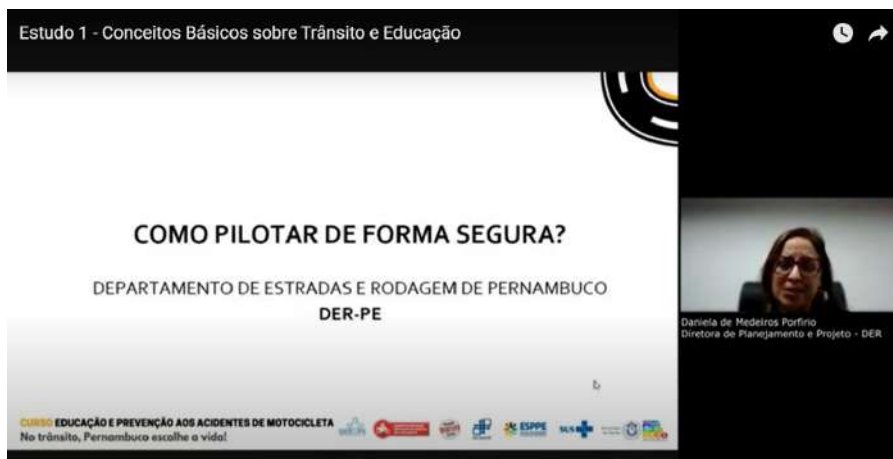 Estudo 1 - Conceitos Básicos sobre Trânsito e Educação
COMO PILOTAR DE FORMA SEGURA?
DEPARTAMENTO DE ESTRADAS E RODAGEM DE PERNAMBUCO
DER-PE
Daniela de Medeiros Porfirio
Diretora de Planejamento e Projeto - DER
CURSO EDUCAÇÃO E PREVENÇÃO AOS ACIDENTES DE MOTOCICLETA
No trânsito, Pernambuco escolhe a vida!
ESPPE
SUS